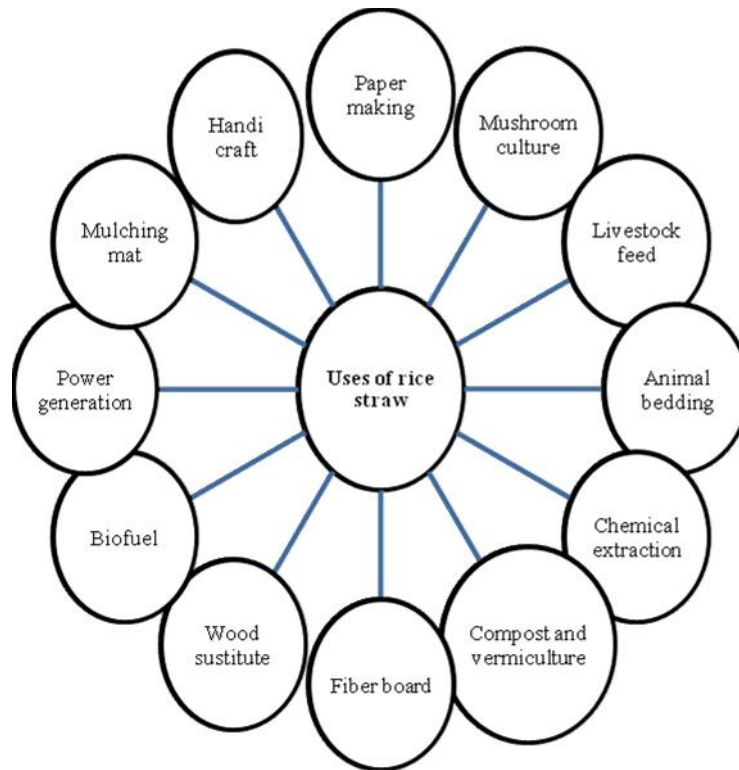 Paper
making
Mushroom
culture
Livestock
feed
Animal
bedding
Chemical
extraction
Compost and
vermiculture
Fiber board
Wood
sustitute
Biofuel
Power
generation
Mulching
mat
Handi
craft
Uses of rice
straw